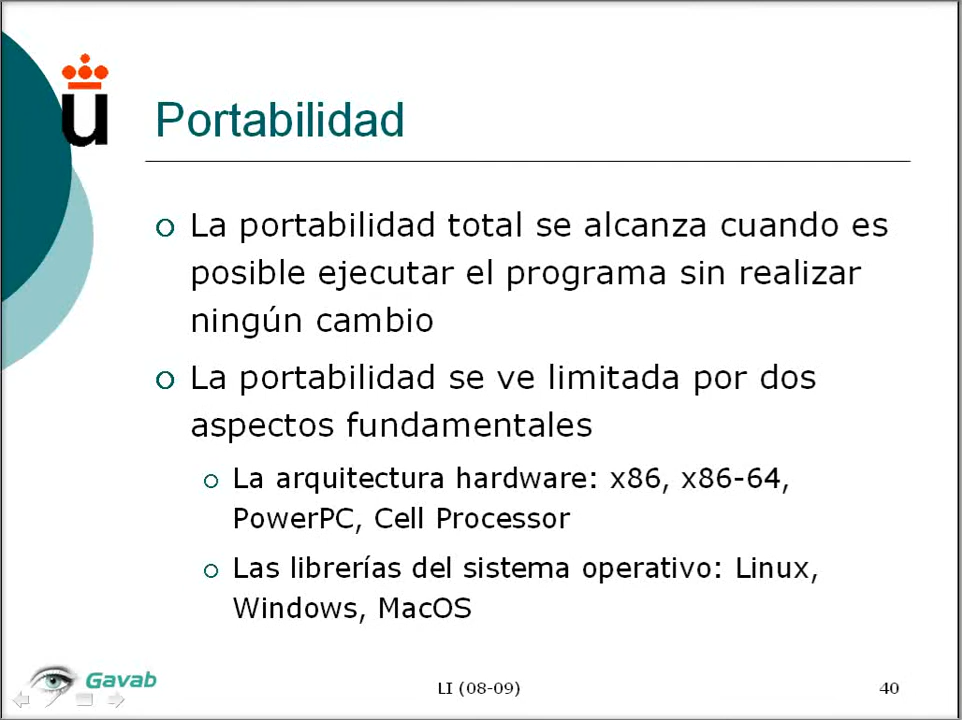 u
Portabilidad
La portabilidad total se alcanza cuando es
posible ejecutar el programa sin realizar
ningún cambio
La portabilidad se ve limitada por dos
aspectos fundamentales
La arquitectura hardware: x86, x86-64,
PowerPC, Cell Processor
Las librerías del sistema operativo: Linux,
Windows, MacOS
Gavab
LI (08-09)
40